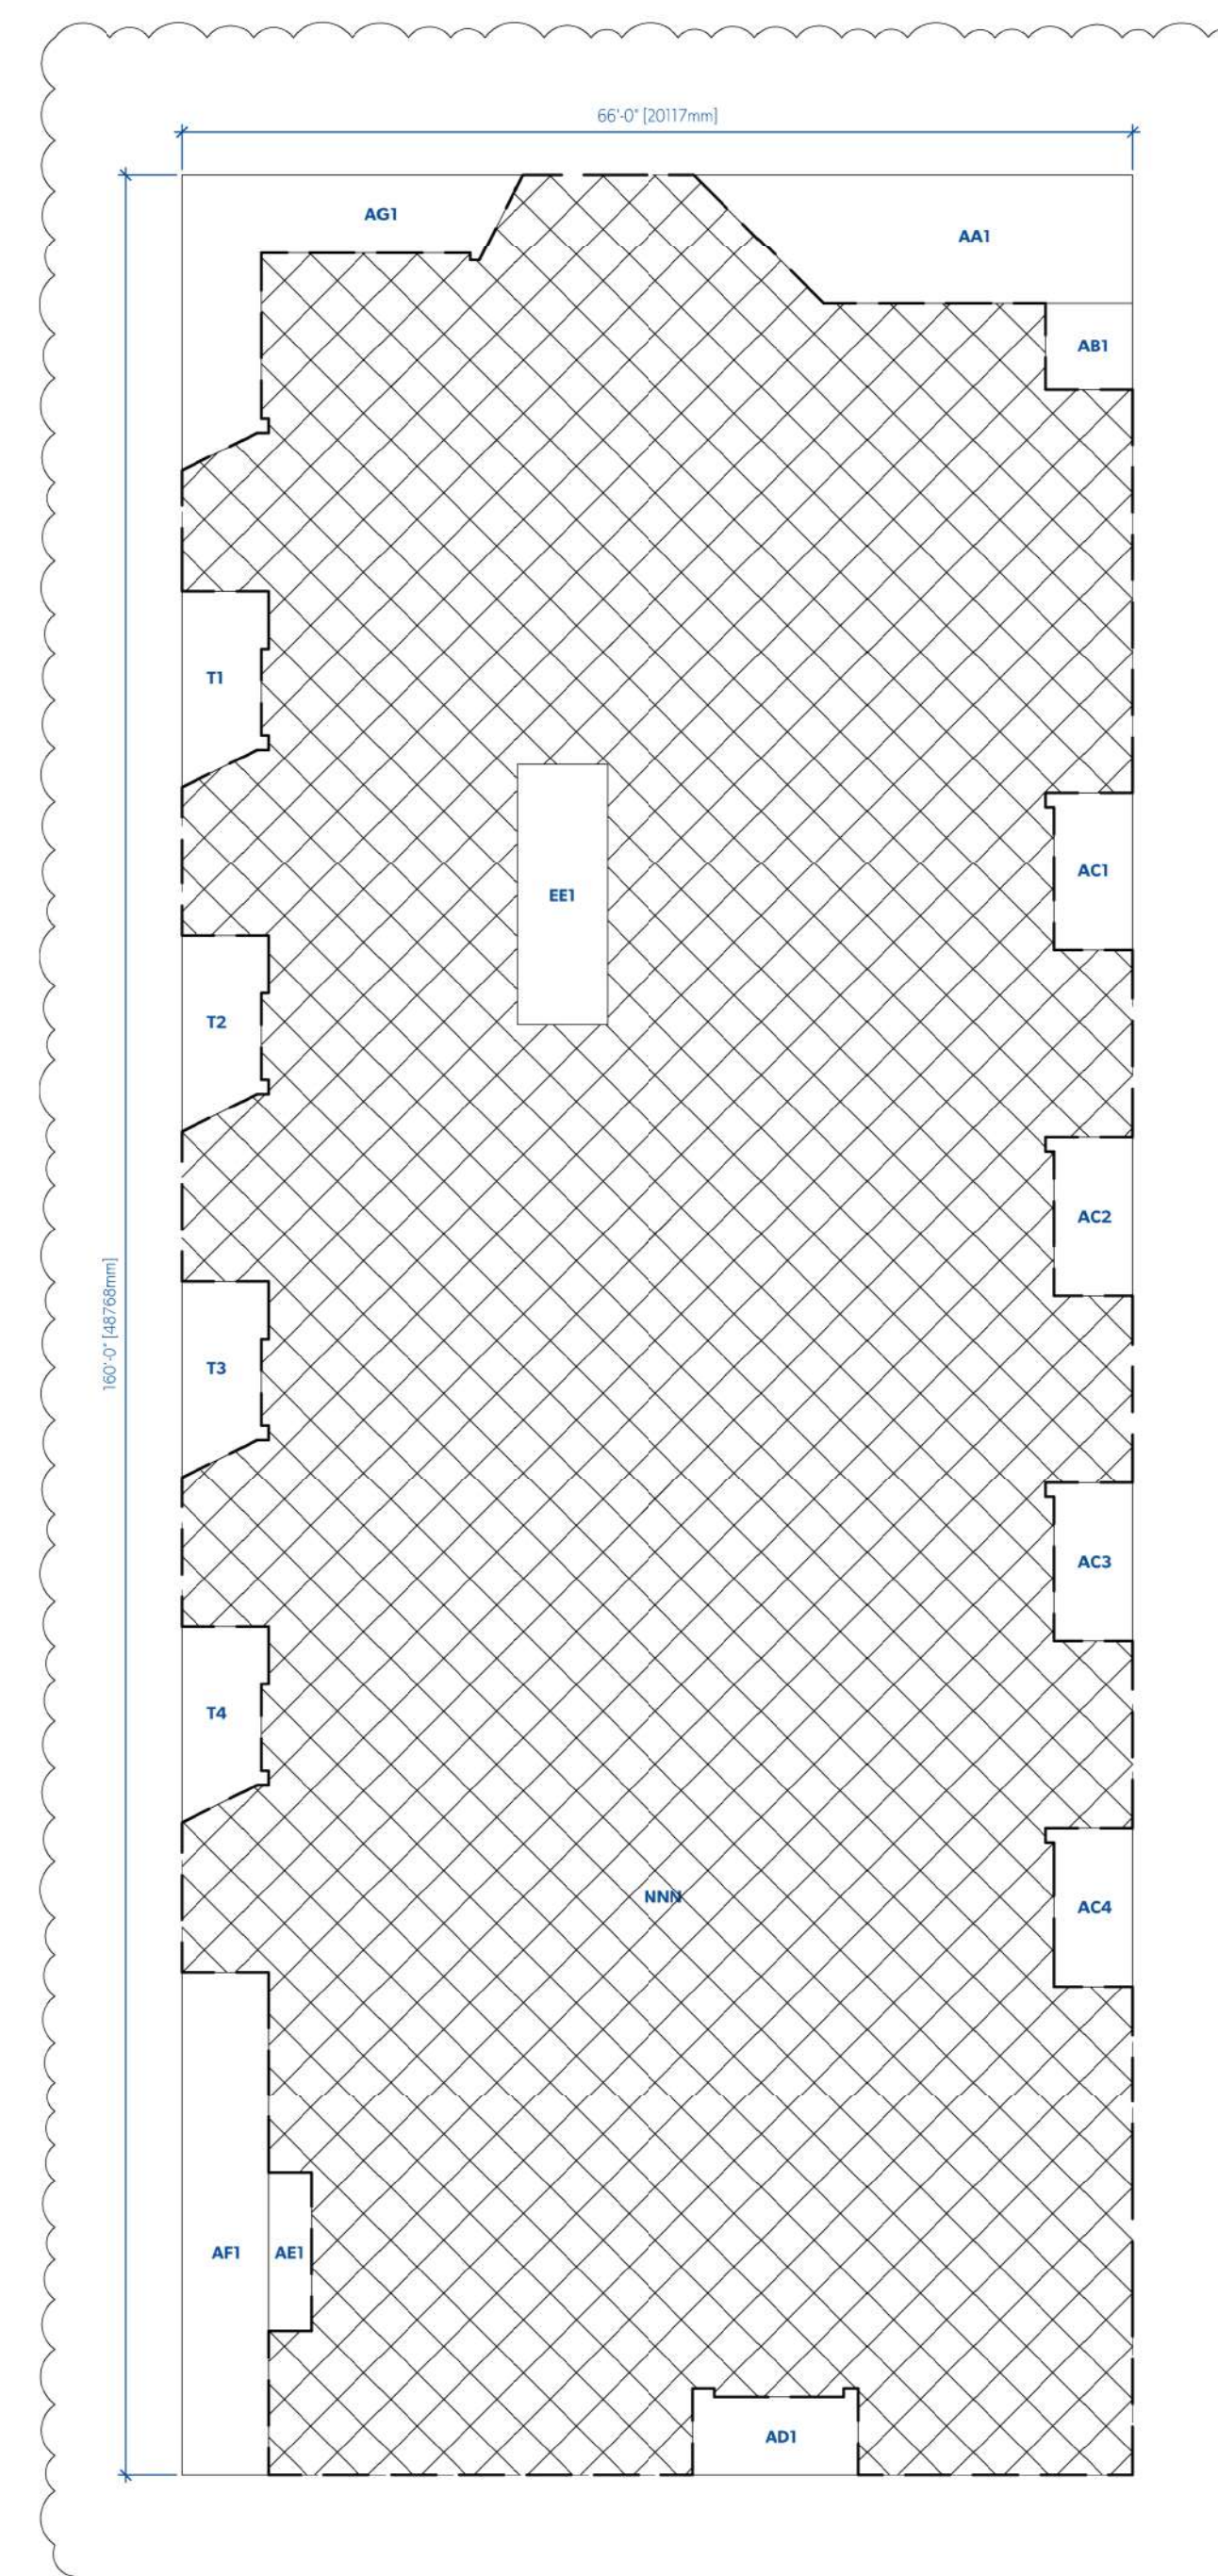 66'-0" [20117mm]
AG1
AA1
AB1
T1
AC1
EE1
T2
AC2
160'-0" [48768mm]
T3
AC3
T4
NNN
AC4
AF1
AE1
AD1